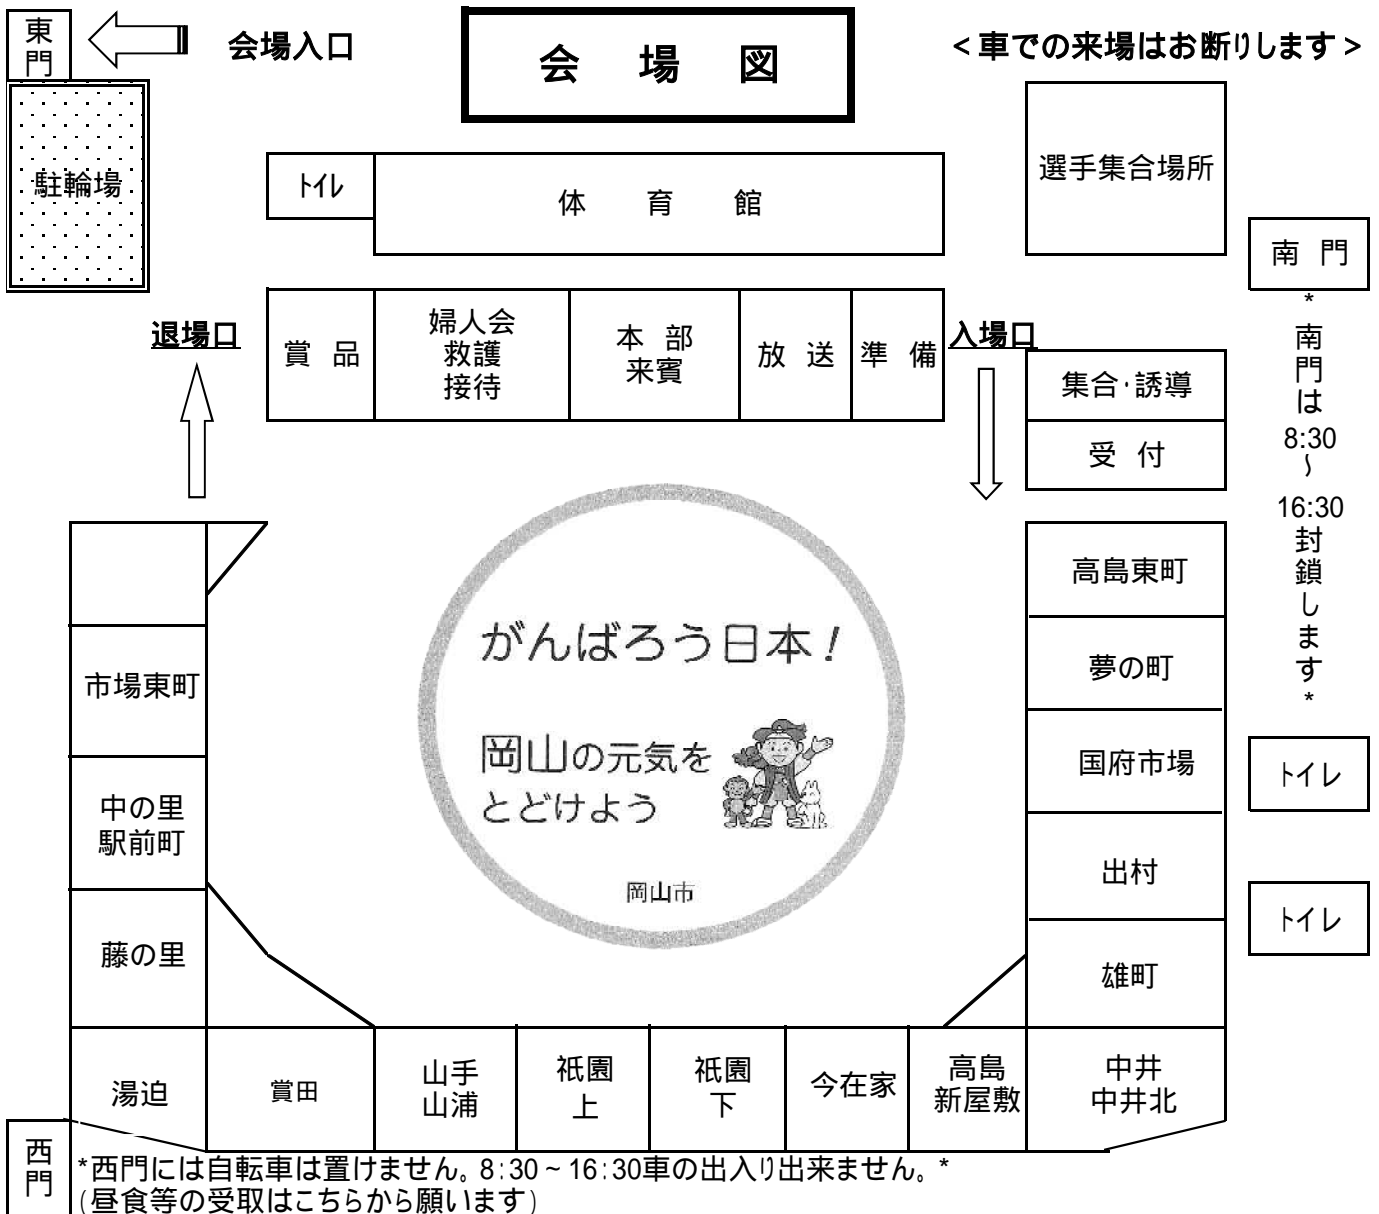 東門
会場入口
会 場 図
<車での来場はお断りします>
駐輪場
トイレ
体 育 館
選手集合場所
南 門
*南門は8:30~16:30封鎖します*
退場口
賞 品
婦人会
救護
接待
本 部
来賓
放 送
準 備
入場口
集合·誘導
受 付
高島東町
夢の町
国府市場
出村
雄町
トイレ
トイレ
市場東町
中の里
駅前町
藤の里
がんばろう日本!
岡山の元気を
とどけよう
岡山市
湯迫
賞田
山手
山浦
祇園
上
祇園
下
今在家
高島
新屋敷
中井
中井北
西門
*西門には自転車は置けません。8:30~16:30車の出入り出来ません。*
(昼食等の受取はこちらから願います)